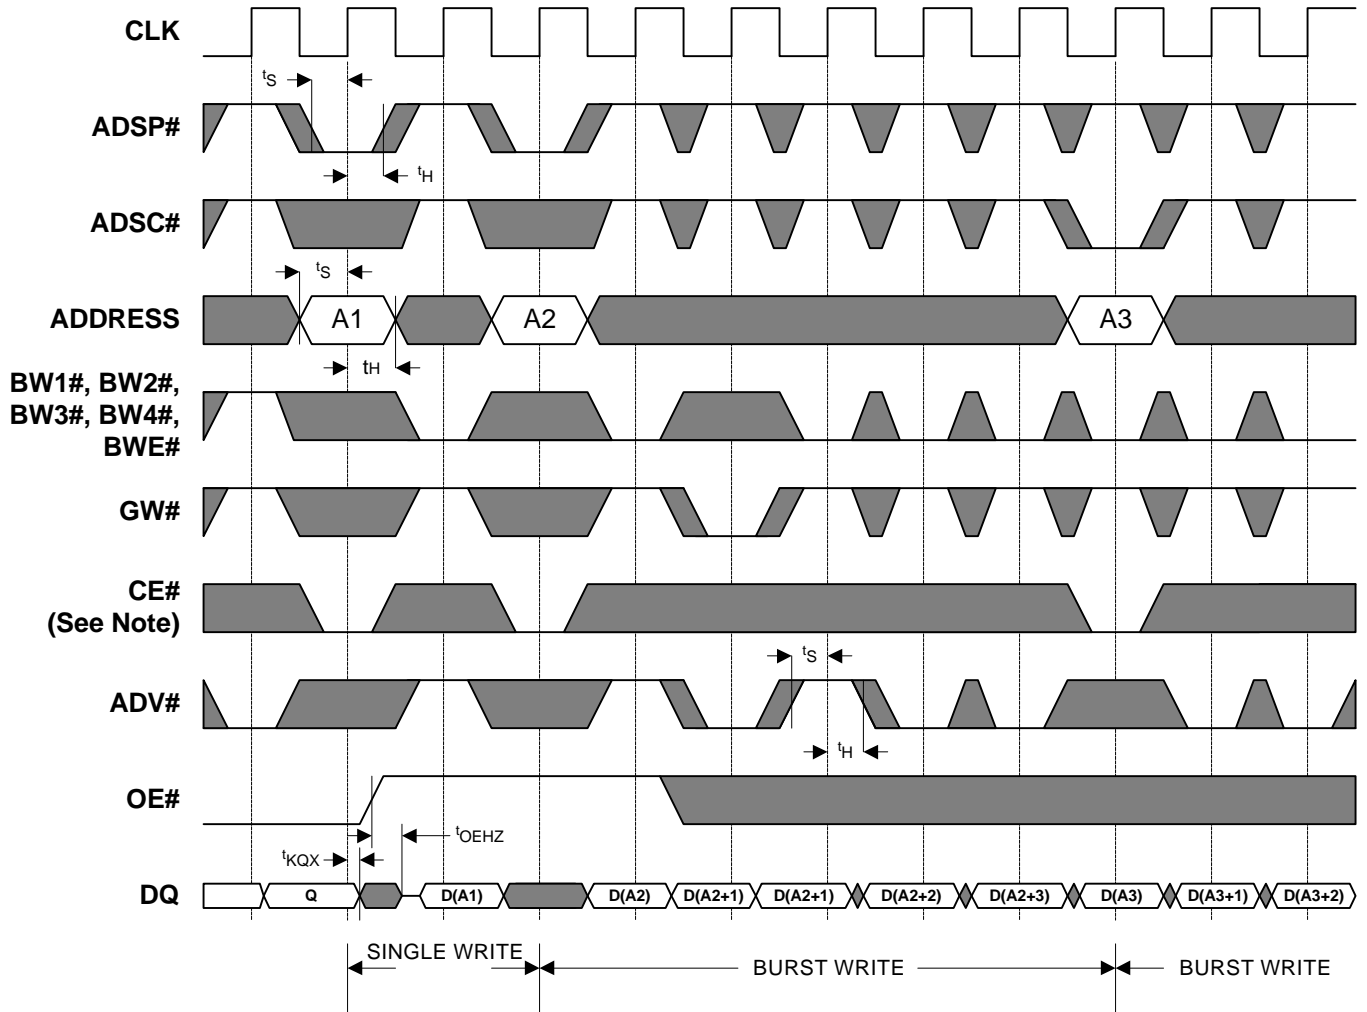 CLK
tS
ADSP#
tH
ADSC#
tS
ADDRESS
A1
A2
A3
tH
BW1#, BW2#,
BW3#, BW4#,
BWE#
GW#
CE#
(See Note)
tS
ADV#
tH
OE#
tOEHZ
tKQX
DQ
Q
D(A1)
D(A2)
D(A2+1)
D(A2+1)
D(A2+2)
D(A2+3)
D(A3)
D(A3+1)
D(A3+2)
SINGLE WRITE
BURST WRITE
BURST WRITE